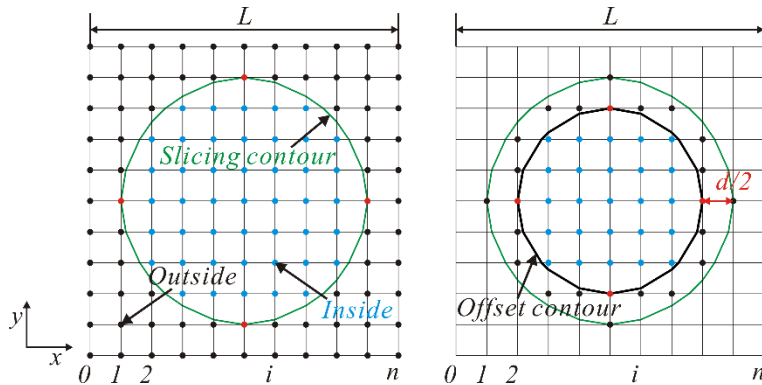 L
L
Slicing contour
d/2
Outside
Inside
Offset contour
y
x
0 1 2 i n
0 1 2 i n